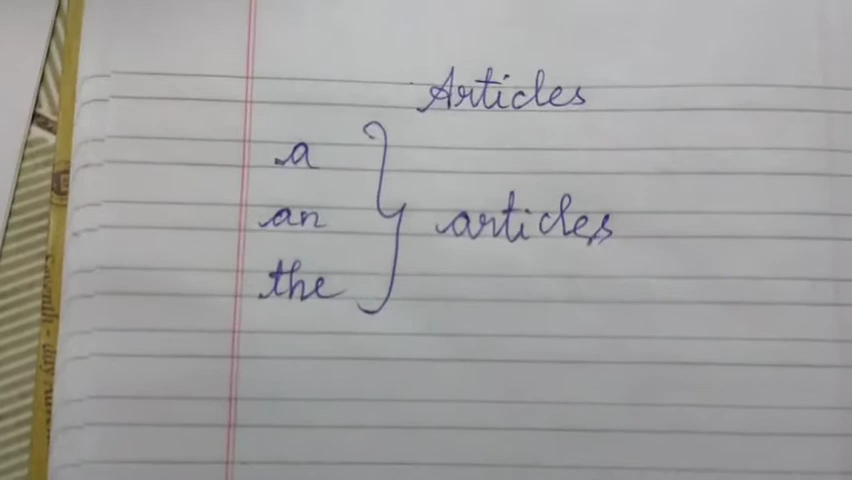 Articles
a
an } articles
the